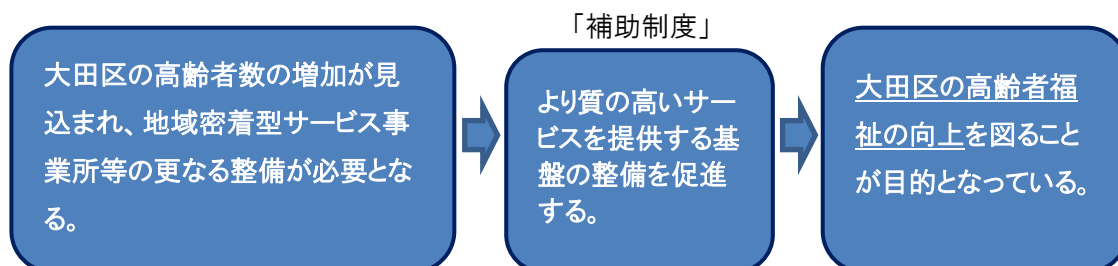 「補助制度」
大田区の高齢者数の増加が見
込まれ、地域密着型サービス事
業所等の更なる整備が必要とな
る。
より質の高いサー
ビスを提供する基
盤の整備を促進
する。
大田区の高齢者福
祉の向上を図ること
が目的となっている。